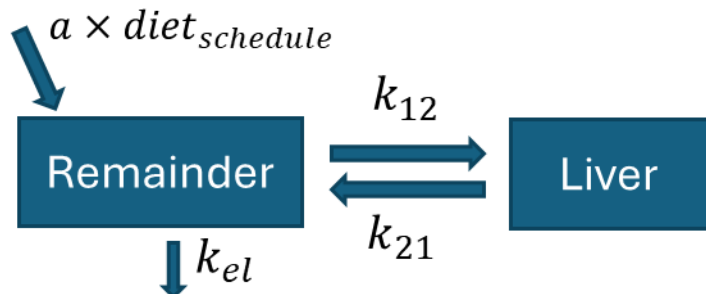 a × diet_schedule
k_12
Remainder
Liver
k_21
k_el